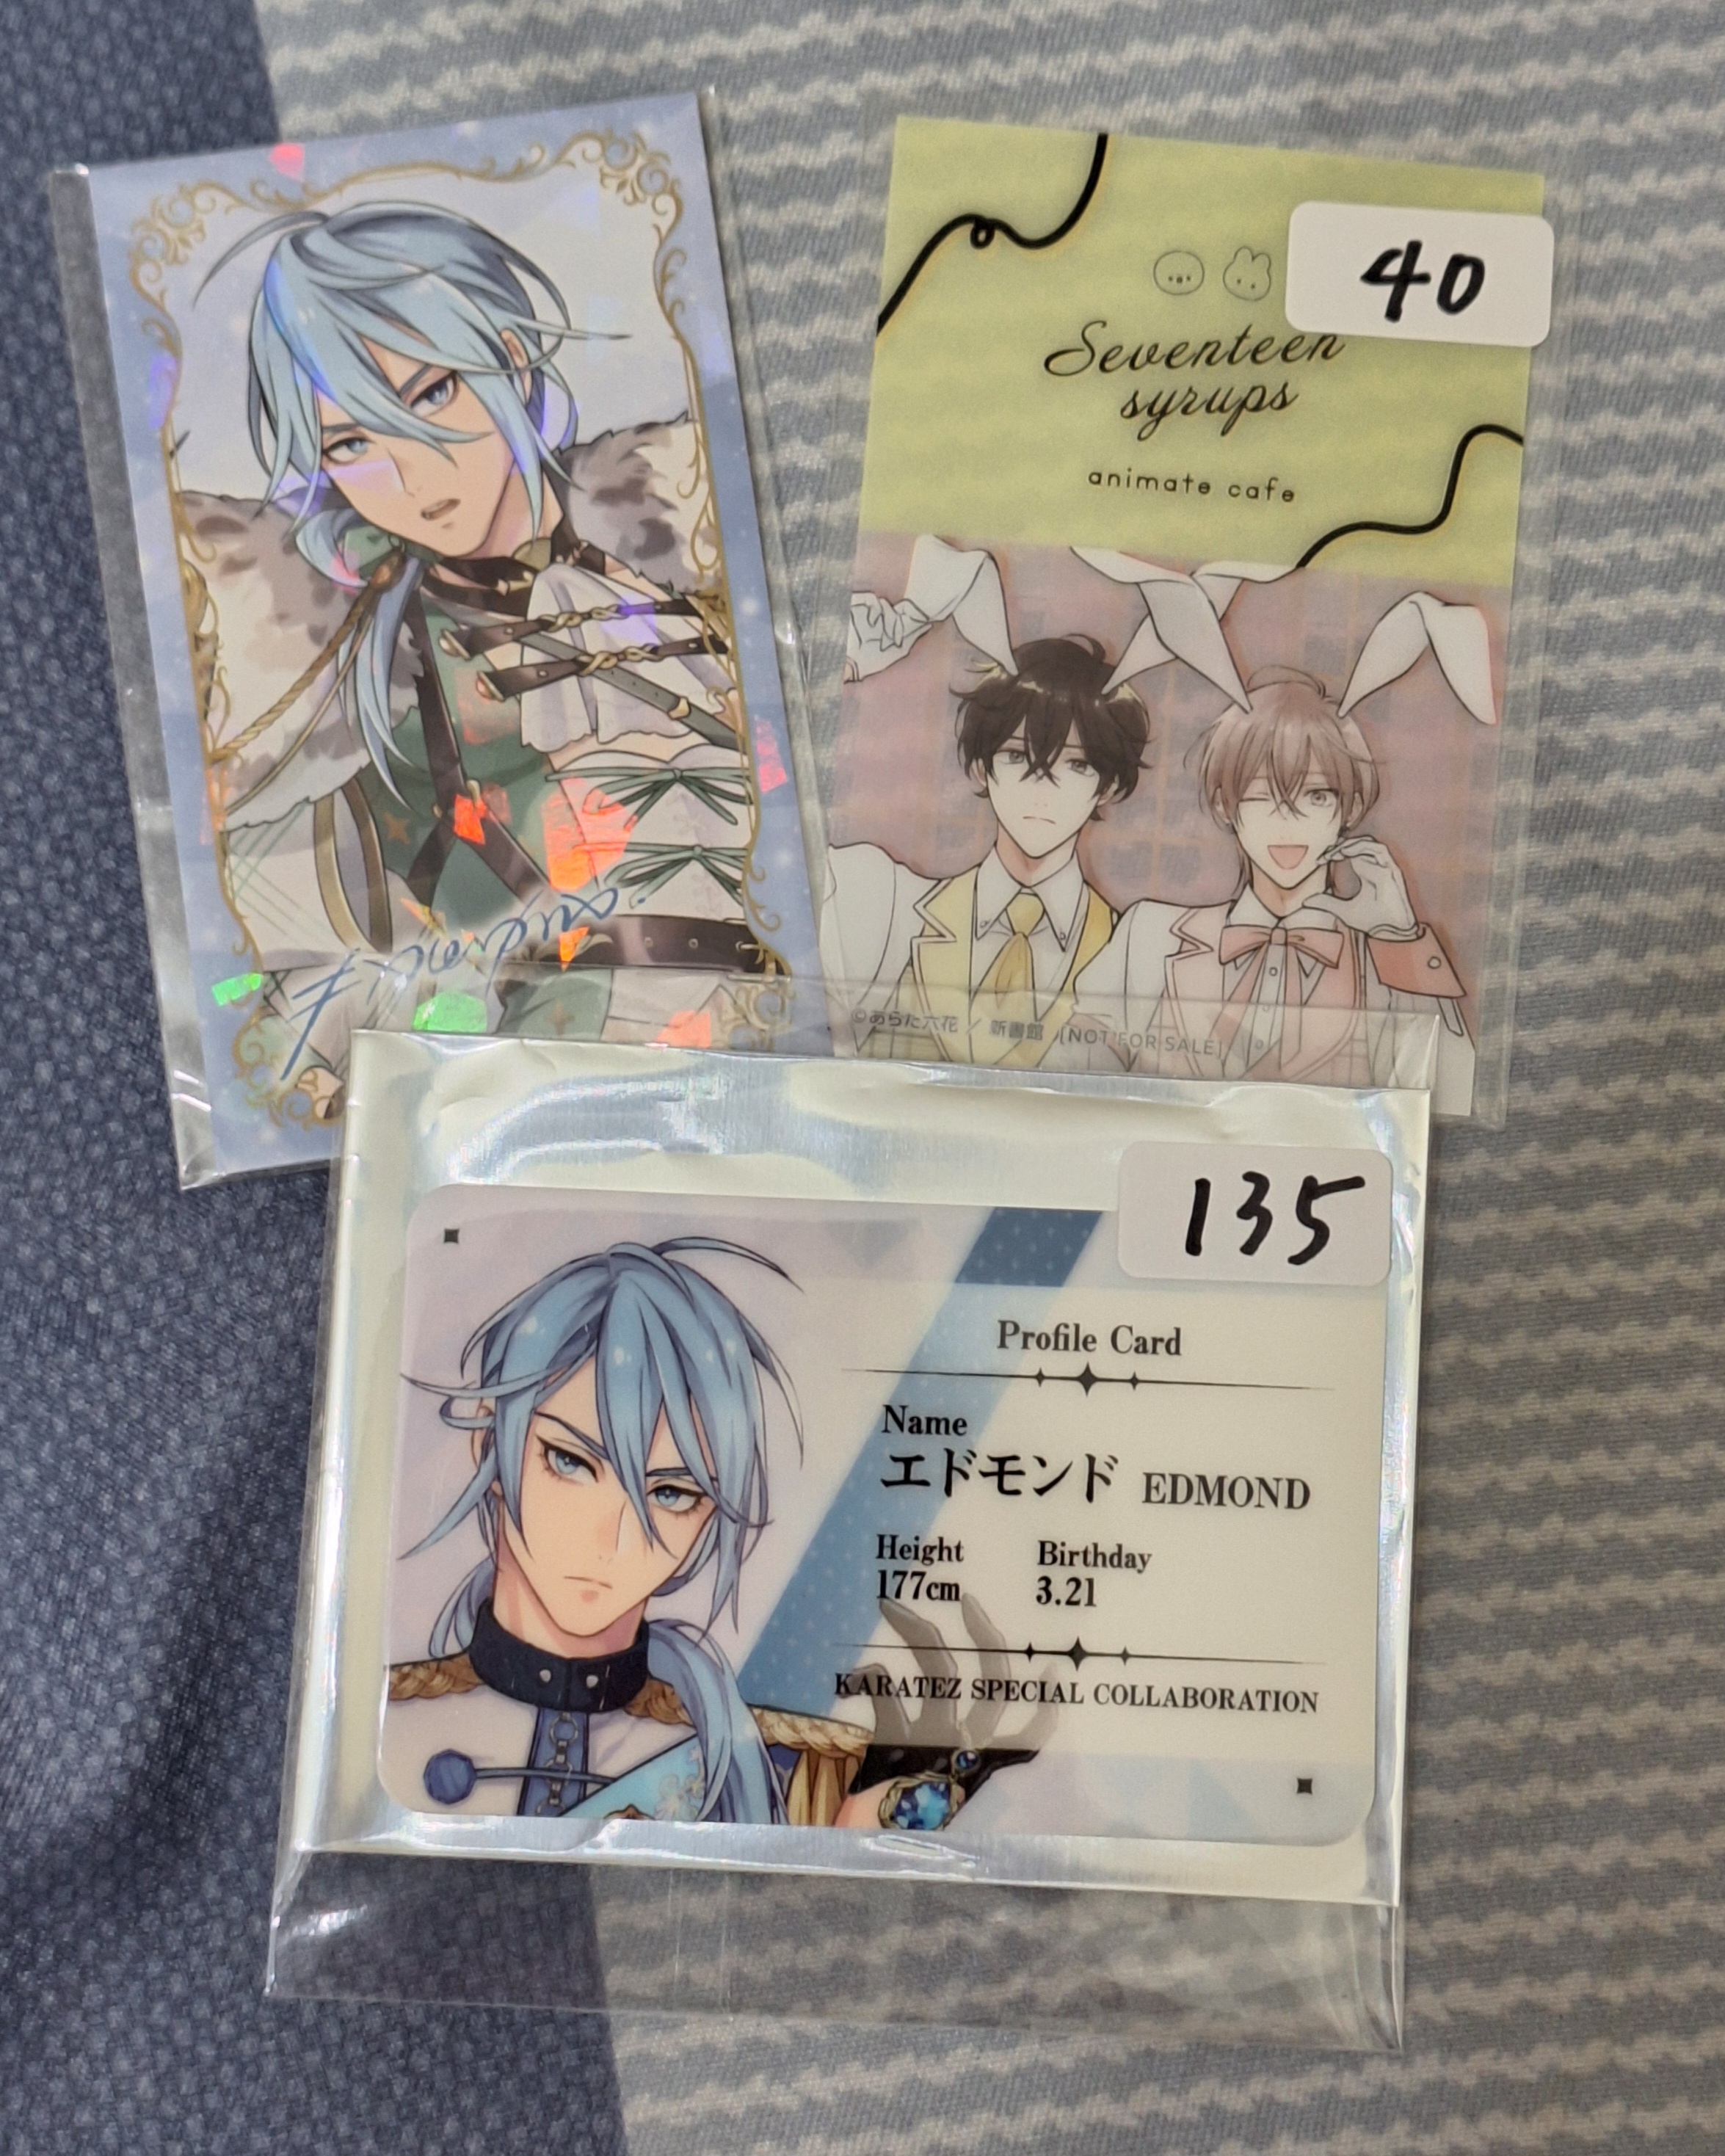 40
Seventeen
syrups
animate cafe
©あらた六花 / 新書館 [NOT FOR SALE]
135
Profile Card
Name
エドモンド EDMOND
Height Birthday
177cm 3.21
KARATEZ SPECIAL COLLABORATION